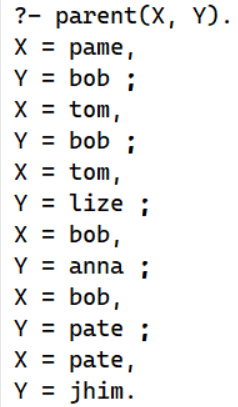 ?- parent(X, Y).
X = pame,
Y = bob ;
X = tom,
Y = bob ;
X = tom,
Y = lize ;
X = bob,
Y = anna ;
X = bob,
Y = pate ;
X = pate,
Y = jhim.